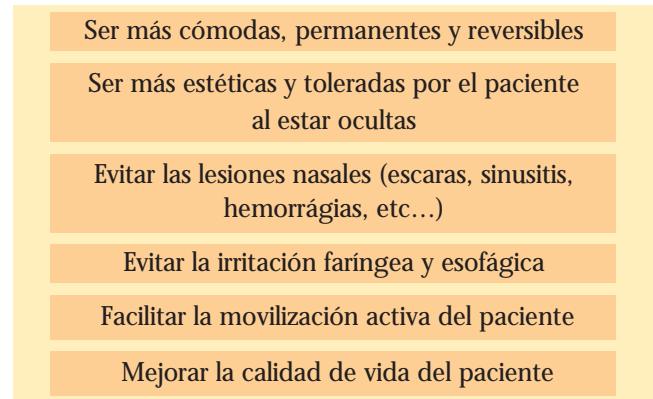 Ser más cómodas, permanentes y reversibles
Ser más estéticas y toleradas por el paciente
al estar ocultas
Evitar las lesiones nasales (escaras, sinusitis,
hemorrágias, etc…)
Evitar la irritación faríngea y esofágica
Facilitar la movilización activa del paciente
Mejorar la calidad de vida del paciente